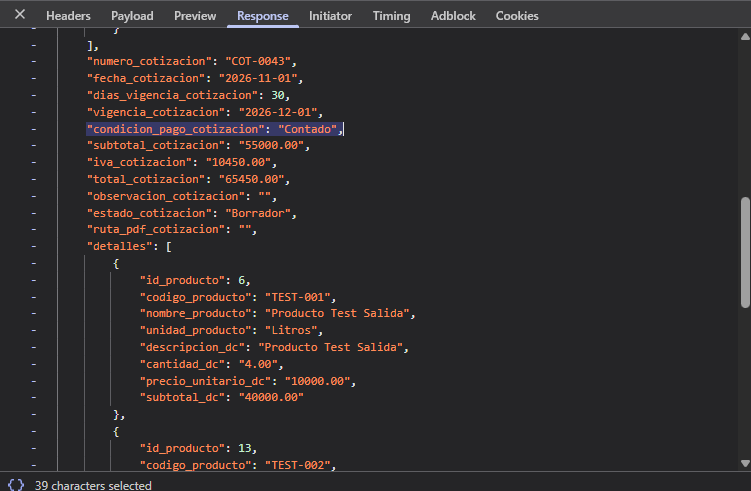 Headers Payload Preview Response Initiator Timing Adblock Cookies
- }
- ],
- "numero_cotizacion": "COT-0043",
- "fecha_cotizacion": "2026-11-01",
- "dias_vigencia_cotizacion": 30,
- "vigencia_cotizacion": "2026-12-01",
- "condicion_pago_cotizacion": "Contado",
- "subtotal_cotizacion": "55000.00",
- "iva_cotizacion": "10450.00",
- "total_cotizacion": "65450.00",
- "observacion_cotizacion": "",
- "estado_cotizacion": "Borrador",
- "ruta_pdf_cotizacion": "",
- "detalles": [
- {
- "id_producto": 6,
- "codigo_producto": "TEST-001",
- "nombre_producto": "Producto Test Salida",
- "unidad_producto": "Litros",
- "descripcion_dc": "Producto Test Salida",
- "cantidad_dc": "4.00",
- "precio_unitario_dc": "10000.00",
- "subtotal_dc": "40000.00"
- },
- {
- "id_producto": 13,
- "codigo_producto": "TEST-002",
{} 39 characters selected